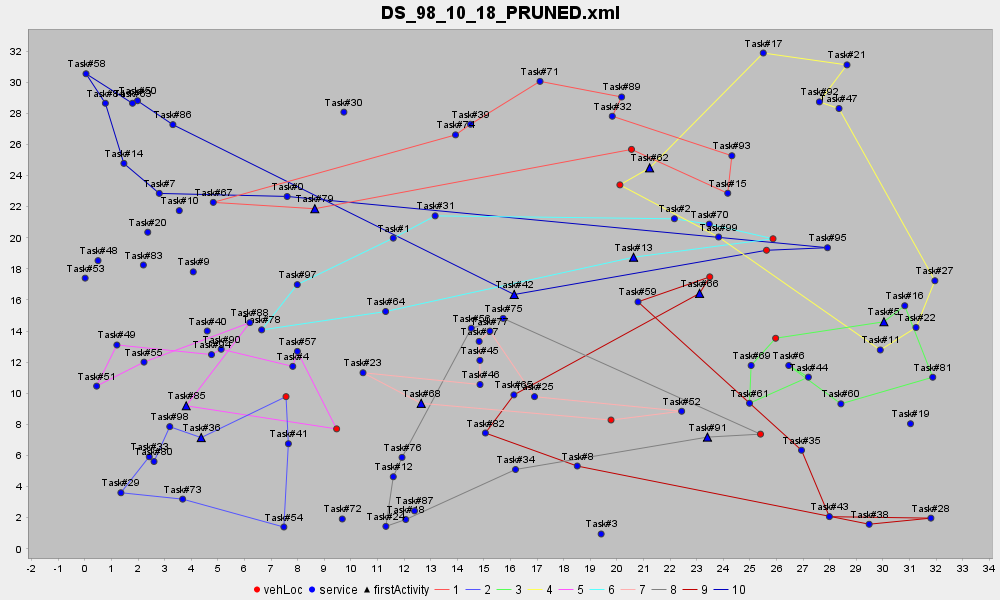 DS_98_10_18_PRUNED.xml
32
30
28
26
24
22
20
18
16
14
12
10
8
6
4
2
0
Task#17
Task#21
Task#58
Task#71
Task#89
Task#92
Task#47
Task#30
Task#32
Task#86
Task#39
Task#74
Task#93
Task#14
Task#62
Task#7
Task#67
Task#0
Task#15
Task#10
Task#79
Task#31
Task#2
Task#70
Task#20
Task#1
Task#99
Task#95
Task#48
Task#83
Task#9
Task#13
Task#53
Task#97
Task#42
Task#66
Task#27
Task#59
Task#16
Task#64
Task#75
Task#5
Task#88
Task#78
Task#56
Task#22
Task#40
Task#49
Task#90
Task#57
Task#45
Task#11
Task#55
Task#4
Task#69
Task#6
Task#51
Task#23
Task#46
Task#44
Task#81
Task#85
Task#68
Task#65
Task#25
Task#61
Task#60
Task#52
Task#98
Task#36
Task#82
Task#91
Task#19
Task#33
Task#80
Task#41
Task#76
Task#35
Task#12
Task#34
Task#8
Task#29
Task#73
Task#87
Task#72
Task#54
Task#3
Task#43
Task#38
Task#28
-2 -1 0 1 2 3 4 5 6 7 8 9 10 11 12 13 14 15 16 17 18 19 20 21 22 23 24 25 26 27 28 29 30 31 32 33 34
vehLoc service firstActivity 1 2 3 4 5 6 7 8 9 10